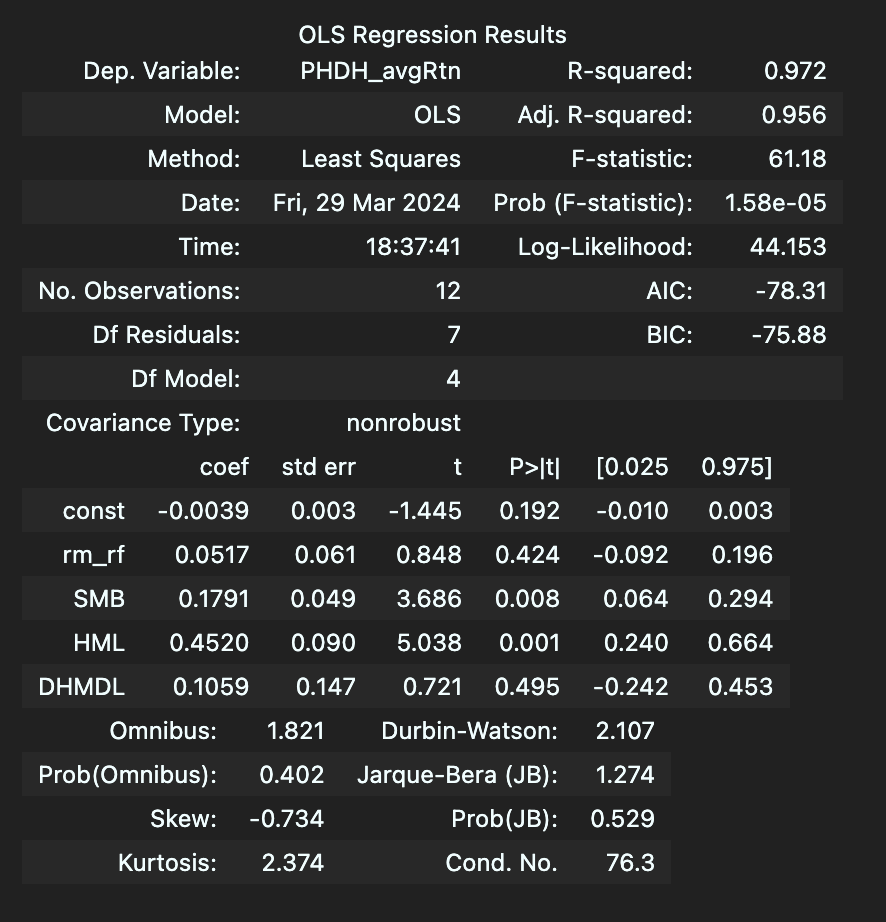 OLS Regression Results
Dep. Variable: PHDH_avgRtn R-squared: 0.972
Model: OLS Adj. R-squared: 0.956
Method: Least Squares F-statistic: 61.18
Date: Fri, 29 Mar 2024 Prob (F-statistic): 1.58e-05
Time: 18:37:41 Log-Likelihood: 44.153
No. Observations: 12 AIC: -78.31
Df Residuals: 7 BIC: -75.88
Df Model: 4
Covariance Type: nonrobust
coef std err t P>|t| [0.025 0.975]
const -0.0039 0.003 -1.445 0.192 -0.010 0.003
rm_rf 0.0517 0.061 0.848 0.424 -0.092 0.196
SMB 0.1791 0.049 3.686 0.008 0.064 0.294
HML 0.4520 0.090 5.038 0.001 0.240 0.664
DHMDL 0.1059 0.147 0.721 0.495 -0.242 0.453
Omnibus: 1.821 Durbin-Watson: 2.107
Prob(Omnibus): 0.402 Jarque-Bera (JB): 1.274
Skew: -0.734 Prob(JB): 0.529
Kurtosis: 2.374 Cond. No. 76.3